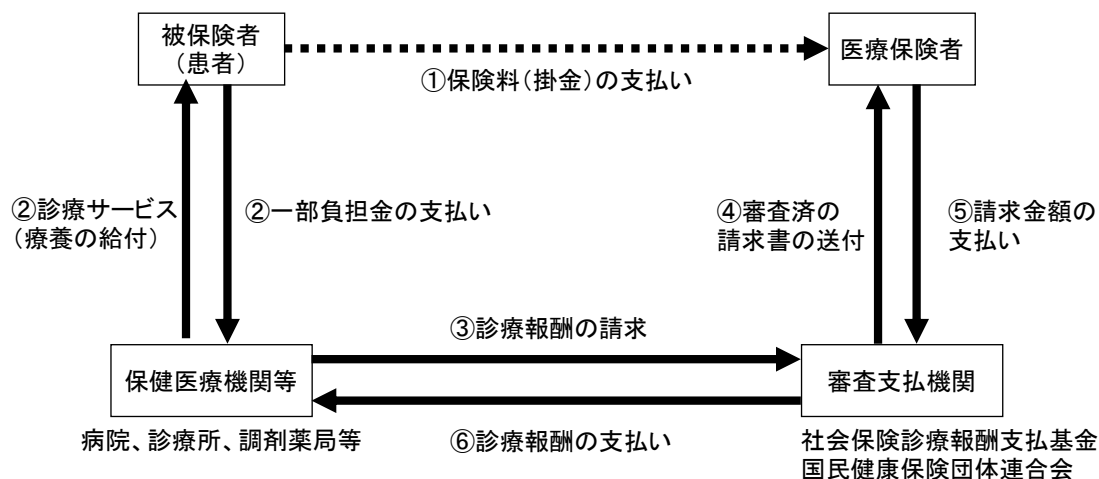 被保険者
（患者）
医療保険者
①保険料（掛金）の支払い
②診療サービス
（療養の給付）
②一部負担金の支払い
④審査済の
請求書の送付
⑤請求金額の
支払い
③診療報酬の請求
保健医療機関等
審査支払機関
病院、診療所、調剤薬局等
⑥診療報酬の支払い
社会保険診療報酬支払基金
国民健康保険団体連合会